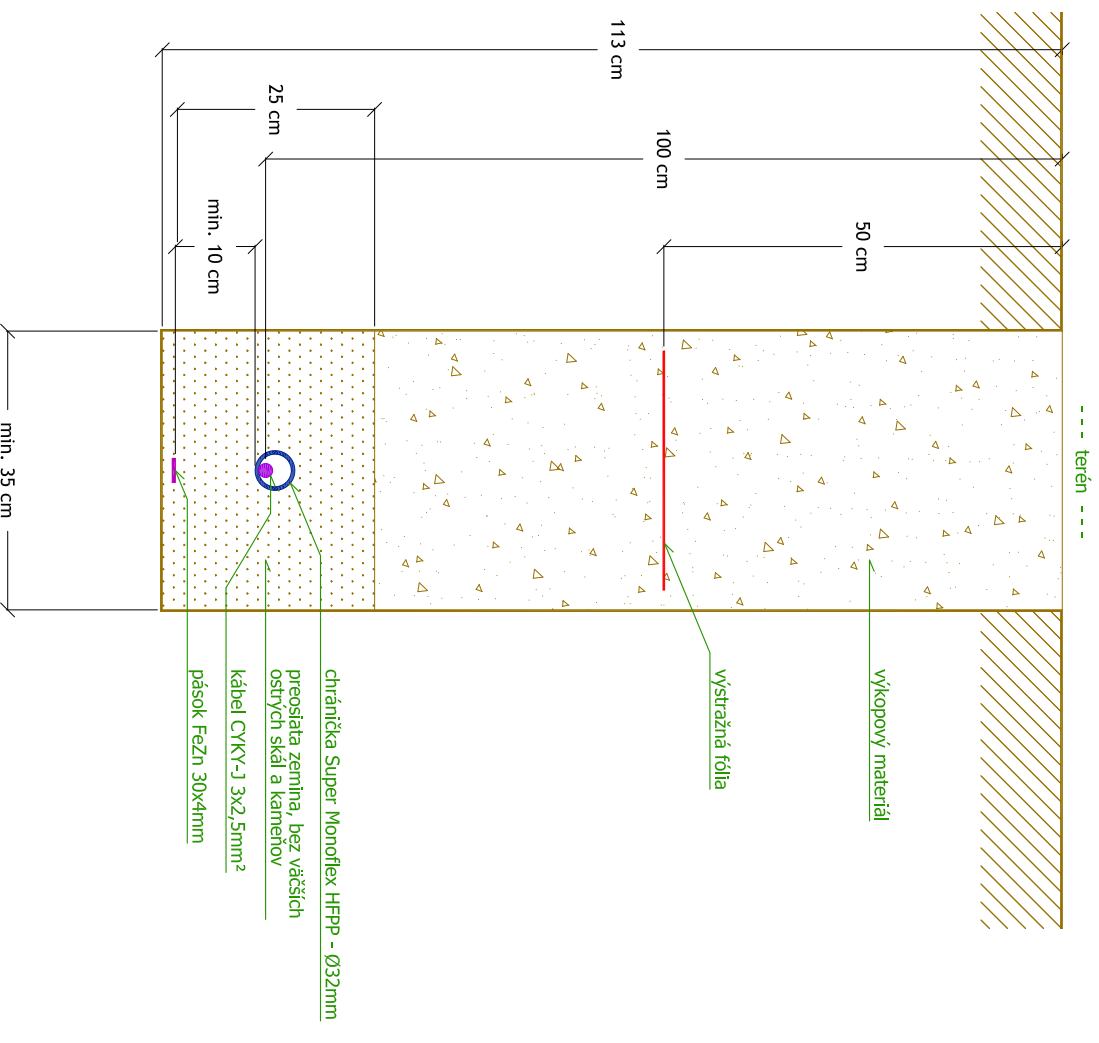 --- terén ---
50 cm
100 cm
25 cm
113 cm
min. 10 cm
min. 35 cm
výkopový materiál
výstražná fólia
chránička Super Monoflex HFPP - Ø32mm
preosiata zemina, bez väčších
ostrých skál a kameňov
kábel CYKY-J 3x2,5mm²
pások FeZn 30x4mm